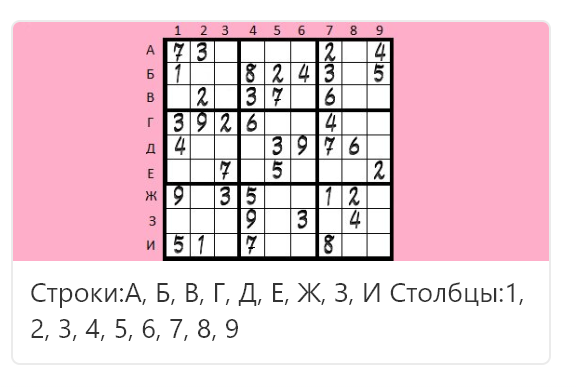 1 2 3 4 5 6 7 8 9
А 7 3 2 4
Б 1 8 2 4 3 5
В 2 3 7 6
Г 3 9 2 6 4
Д 4 3 9 7 6
Е 7 5 2
Ж 9 3 5 1 2
З 9 3 4
И 5 1 7 8
Строки:А, Б, В, Г, Д, Е, Ж, З, И Столбцы:1,
2, 3, 4, 5, 6, 7, 8, 9